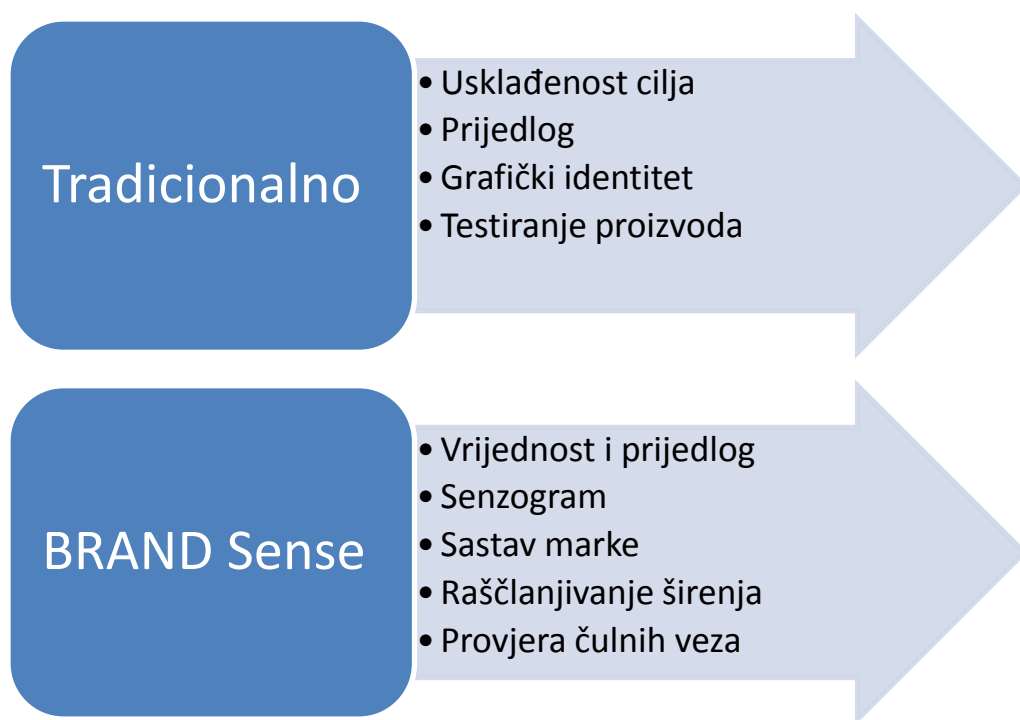 Tradicionalno
• Usklađenost cilja
• Prijedlog
• Grafički identitet
• Testiranje proizvoda
BRAND Sense
• Vrijednost i prijedlog
• Senzogram
• Sastav marke
• Raščlanjivanje širenja
• Provjera čulnih veza